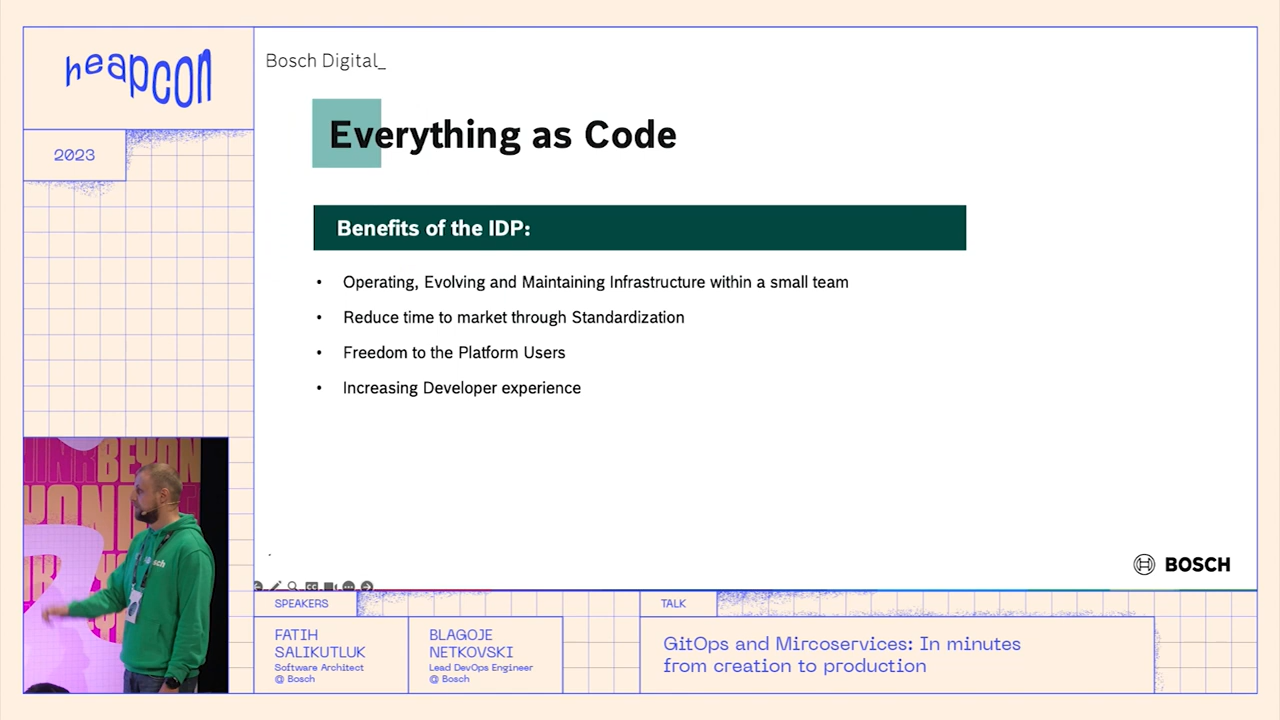 heapcon
2023
Bosch Digital_
Everything as Code
Benefits of the IDP:
• Operating, Evolving and Maintaining Infrastructure within a small team
• Reduce time to market through Standardization
• Freedom to the Platform Users
• Increasing Developer experience
BOSCH
BEYON
SPEAKERS
FATIH
SALIKUTLUK
Software Architect
@ Bosch
BLAGOJE
NETKOVSKI
Lead DevOps Engineer
@ Bosch
TALK
GitOps and Mircoservices: In minutes
from creation to production